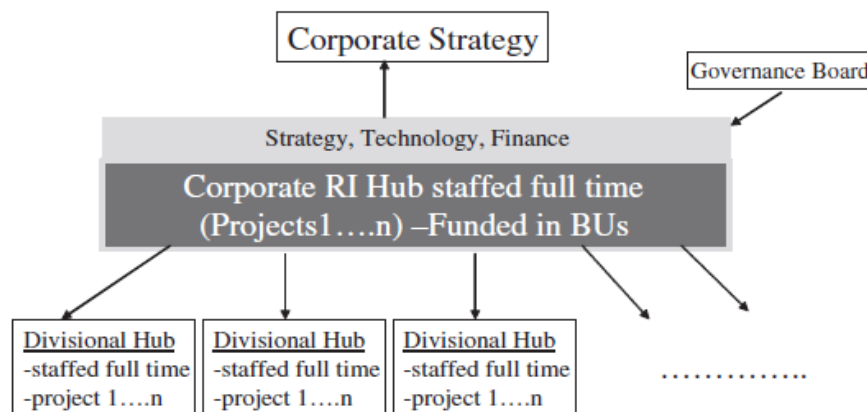 Corporate Strategy
Governance Board
Strategy, Technology, Finance
Corporate RI Hub staffed full time
(Projects1….n) –Funded in BUs
Divisional Hub
-staffed full time
-project 1….n
Divisional Hub
-staffed full time
-project 1….n
Divisional Hub
-staffed full time
-project 1….n
…………..